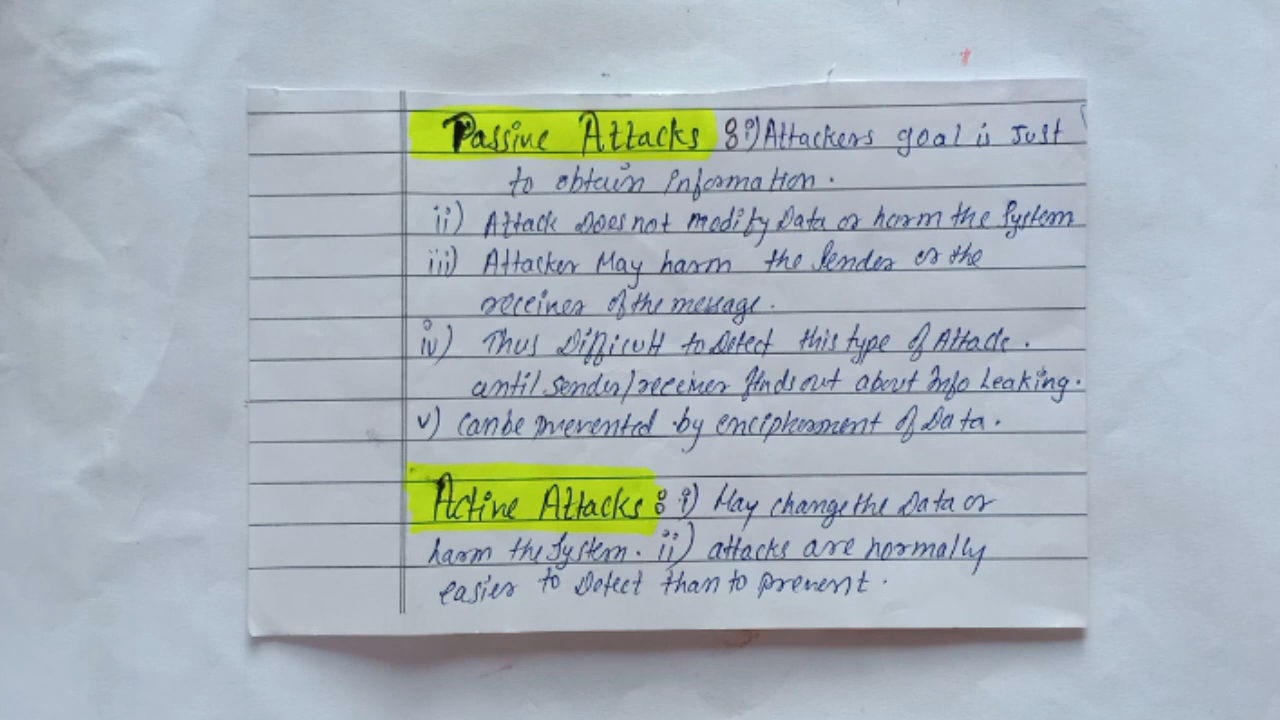 Passive Attacks : i) Attackers goal is Just
to obtain Information.
ii) Attack Does not modify Data or harm the System
iii) Attacker May harm the Sender or the
receiver of the message.
iv) Thus Difficult to Detect this type of Attack.
until sender/receiver finds out about Info Leaking.
v) Can be prevented by encipherment of Data.
Active Attacks : i) May change the Data or
harm the System. ii) attacks are normally
easier to Detect than to prevent.